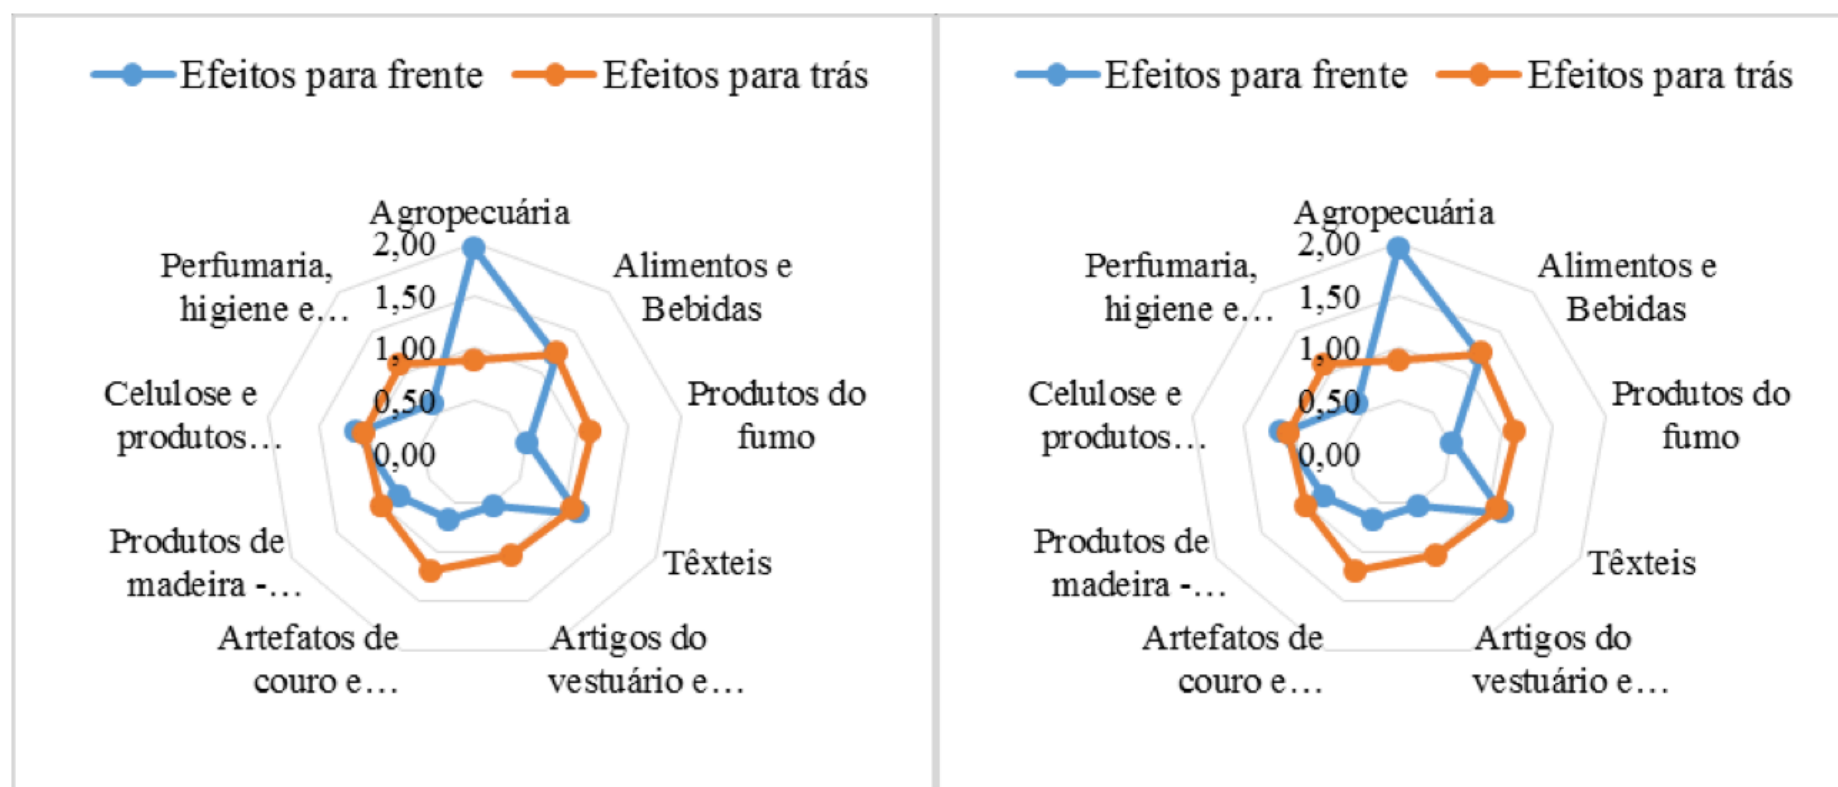 Efeitos para frente Efeitos para trás
Agropecuária
2,00
1,50
1,00
0,50
0,00
Alimentos e
Bebidas
Produtos do
fumo
Têxteis
Artigos do
vestuário e…
Artefatos de
couro e…
Produtos de
madeira -…
Celulose e
produtos…
Perfumaria,
higiene e…
Efeitos para frente Efeitos para trás
Agropecuária
2,00
1,50
1,00
0,50
0,00
Alimentos e
Bebidas
Produtos do
fumo
Têxteis
Artigos do
vestuário e…
Artefatos de
couro e…
Produtos de
madeira -…
Celulose e
produtos…
Perfumaria,
higiene e…